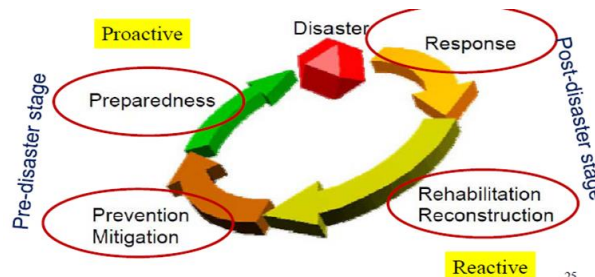 Proactive
Disaster
Response
Preparedness
Pre-disaster stage
Post-disaster stage
Prevention
Mitigation
Rehabilitation
Reconstruction
Reactive
25